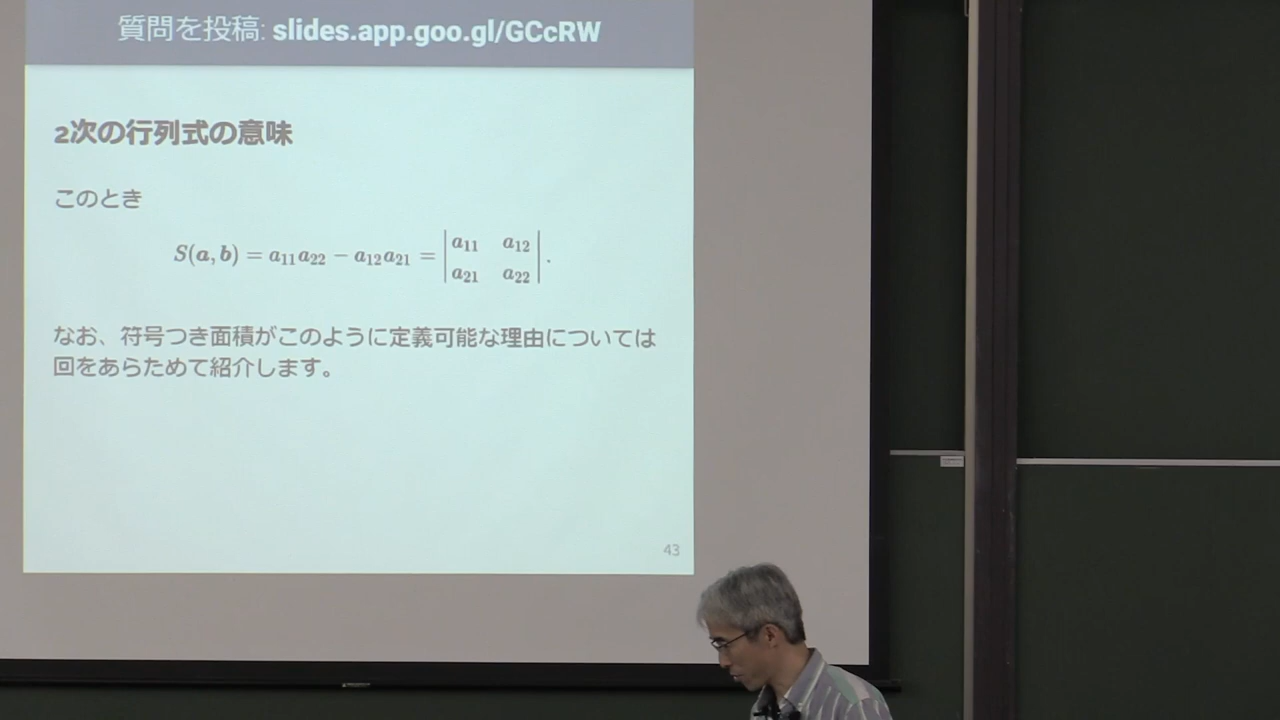 質問を投稿: slides.app.goo.gl/GCcRW
2次の行列式の意味
このとき
S(a, b) = a₁₁a₂₂ − a₁₂a₂₁ = | a₁₁ a₁₂ |
| a₂₁ a₂₂ | .
なお、符号つき面積がこのように定義可能な理由については
回をあらためて紹介します。
43